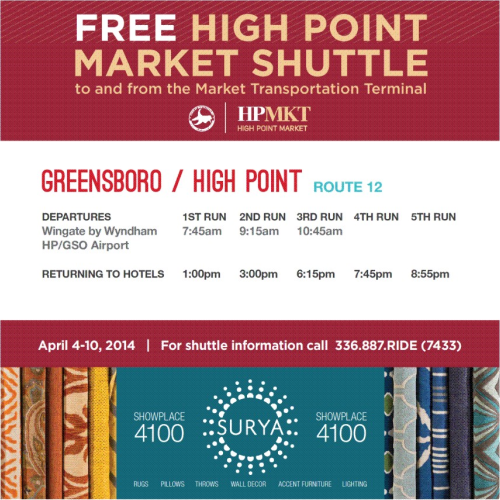 FREE HIGH POINT
MARKET SHUTTLE
to and from the Market Transportation Terminal
HPMKT
HIGH POINT MARKET
GREENSBORO / HIGH POINT ROUTE 12
DEPARTURES 1ST RUN 2ND RUN 3RD RUN 4TH RUN 5TH RUN
Wingate by Wyndham 7:45am 9:15am 10:45am
HP/GSO Airport
RETURNING TO HOTELS 1:00pm 3:00pm 6:15pm 7:45pm 8:55pm
April 4-10, 2014 | For shuttle information call 336.887.RIDE (7433)
SHOWPLACE
4100
SURYA
SHOWPLACE
4100
RUGS PILLOWS THROWS WALL DECOR ACCENT FURNITURE LIGHTING